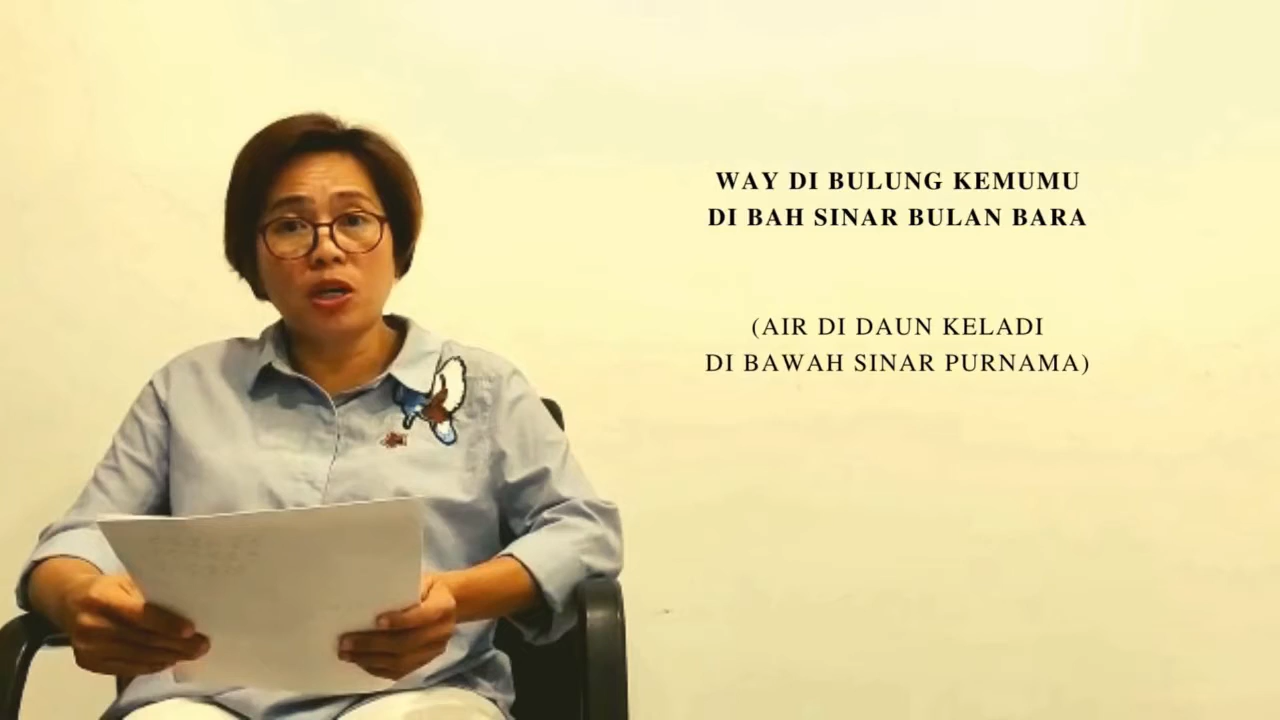 WAY DI BULUNG KEMUMU
DI BAH SINAR BULAN BARA
(AIR DI DAUN KELADI
DI BAWAH SINAR PURNAMA)